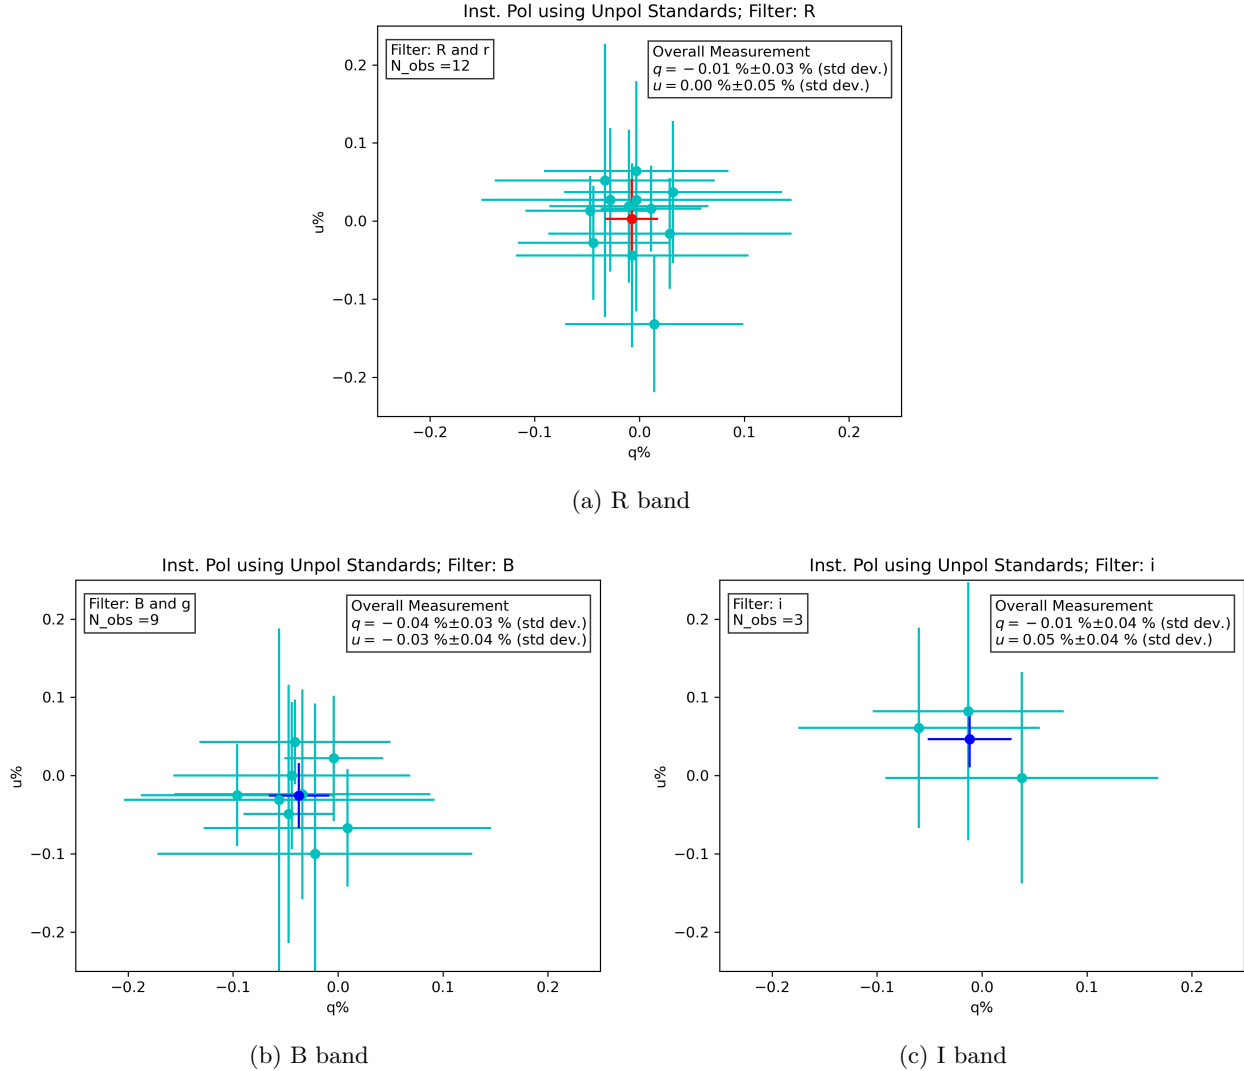 Inst. Pol using Unpol Standards; Filter: R
Filter: R and r
N_obs =12
Overall Measurement
q = −0.01 %±0.03 % (std dev.)
u = 0.00 %±0.05 % (std dev.)
0.2
0.1
0.0
−0.1
−0.2
u%
−0.2 −0.1 0.0 0.1 0.2
q%
(a) R band
Inst. Pol using Unpol Standards; Filter: B
Filter: B and g
N_obs =9
Overall Measurement
q = −0.04 %±0.03 % (std dev.)
u = −0.03 %±0.04 % (std dev.)
0.2
0.1
0.0
−0.1
−0.2
u%
−0.2 −0.1 0.0 0.1 0.2
q%
(b) B band
Inst. Pol using Unpol Standards; Filter: i
Filter: i
N_obs =3
Overall Measurement
q = −0.01 %±0.04 % (std dev.)
u = 0.05 %±0.04 % (std dev.)
0.2
0.1
0.0
−0.1
−0.2
u%
−0.2 −0.1 0.0 0.1 0.2
q%
(c) I band